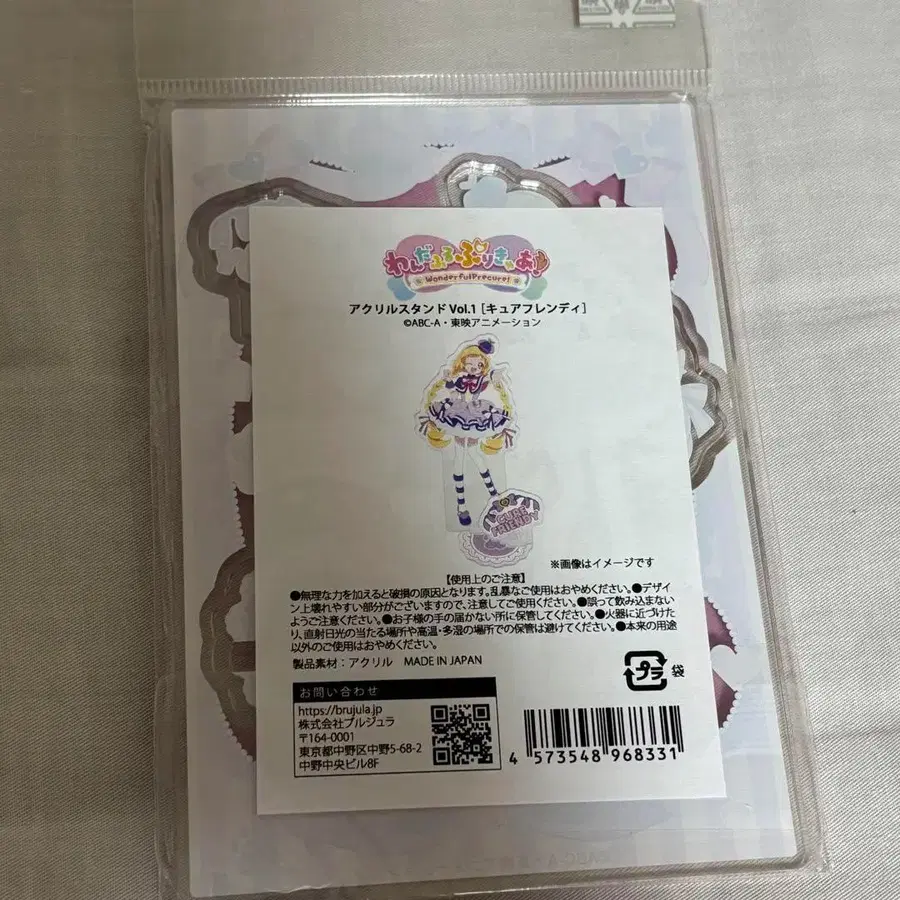 わんだふるぷりきゅあ!
WonderfulPrecure!
アクリルスタンド Vol.1 [キュアフレンディ]
©ABC-A・東映アニメーション
CURE
FRIENDY
※画像はイメージです
【使用上のご注意】
●無理な力を加えると破損の原因となります。乱暴なご使用はおやめください。●デザイ
ン上壊れやすい部分がございますので、注意してご使用ください。●誤って飲み込まない
ようご注意ください。●お子様の手の届かない所に保管してください。●火器に近づけた
り、直射日光の当たる場所や高温・多湿の場所での保管は避けてください。●本来の用途
以外のご使用はおやめください。
製品素材：アクリル MADE IN JAPAN
プラ 袋
お問い合わせ
https://brujula.jp
株式会社ブルジュラ
〒164-0001
東京都中野区中野5-68-2
中野中央ビル8F
4 573548 968331